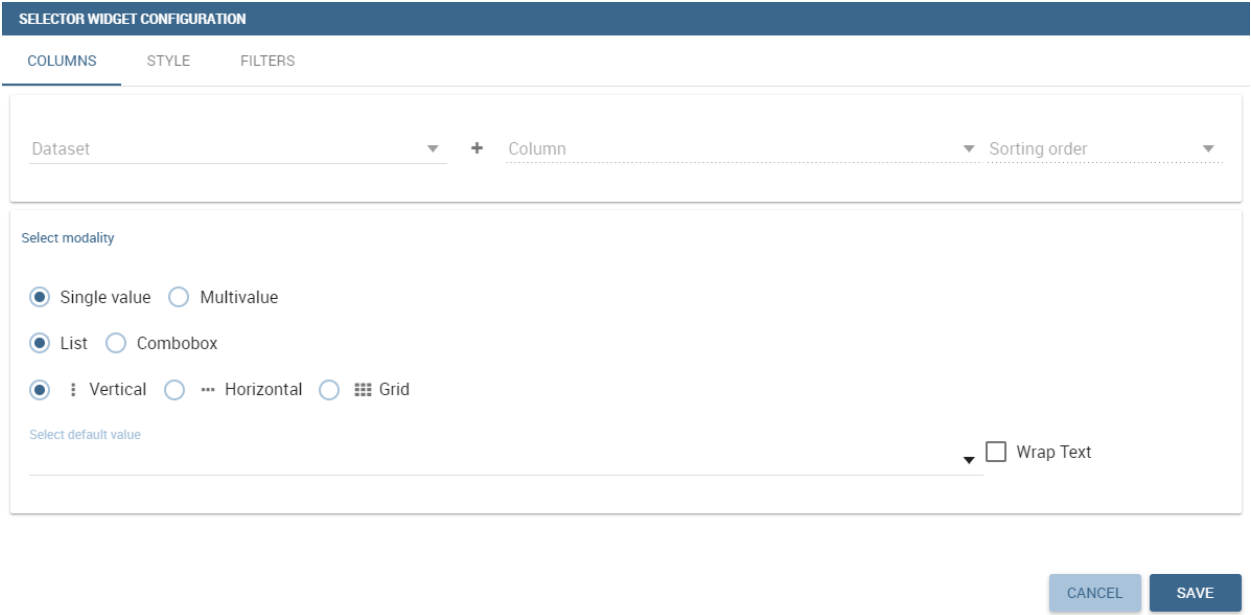 SELECTOR WIDGET CONFIGURATION
COLUMNS STYLE FILTERS
Dataset + Column Sorting order
Select modality
Single value Multivalue
List Combobox
Vertical Horizontal Grid
Select default value
Wrap Text
CANCEL SAVE